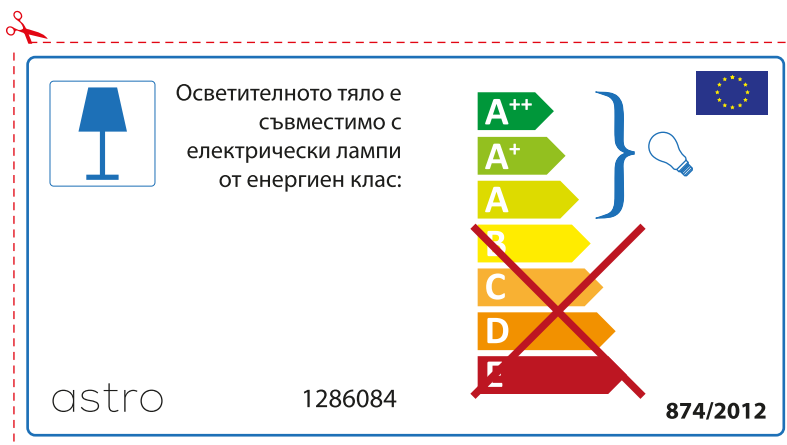 Осветителното тяло е
съвместимо с
електрически лампи
от енергиен клас:
A++
A+
A
B
C
D
E
astro
1286084
874/2012